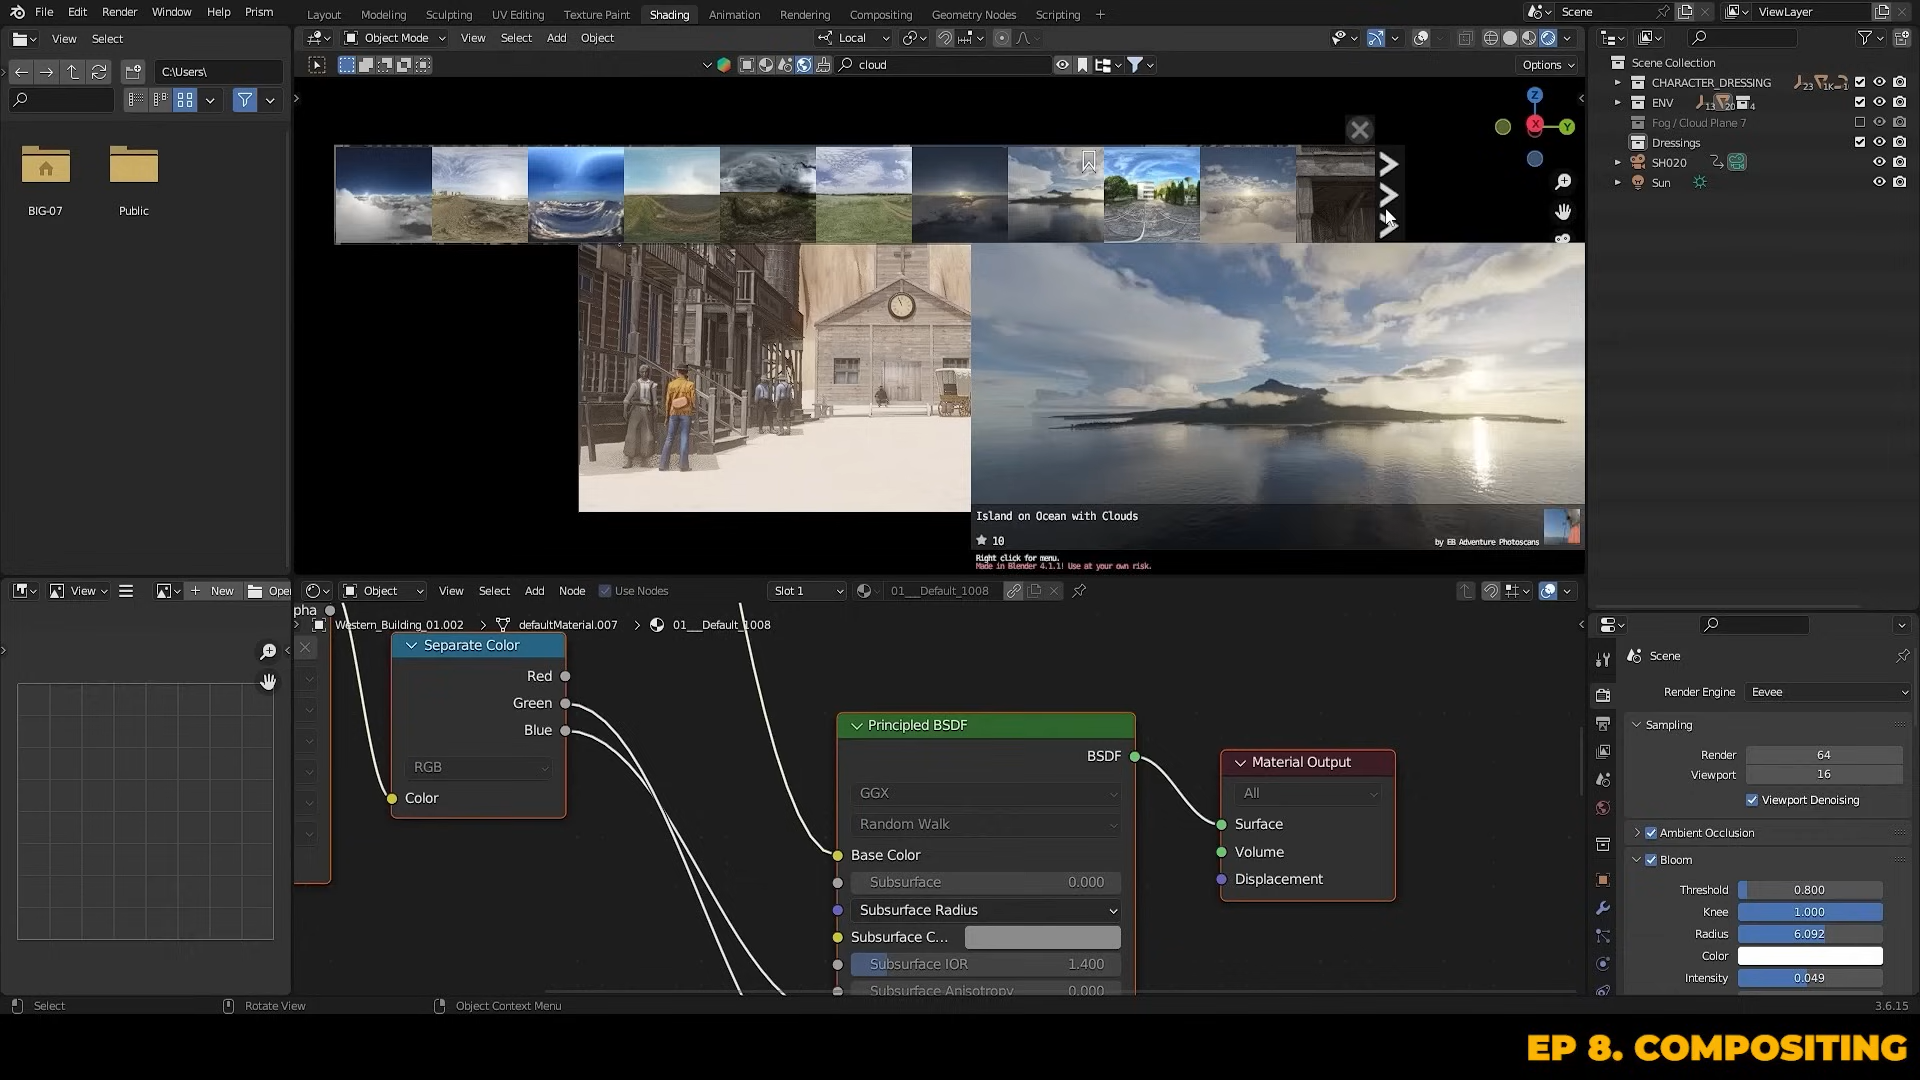 File Edit Render Window Help Prism
Layout Modeling Sculpting UV Editing Texture Paint Shading Animation Rendering Compositing Geometry Nodes Scripting +
Scene
ViewLayer
View Select
Object Mode View Select Add Object
Local
C:\Users\
cloud
Options
Scene Collection
CHARACTER_DRESSING
ENV
Fog / Cloud Plane 7
Dressings
SH020
Sun
BIG-07
Public
Z
X
Y
Island on Ocean with Clouds
10
by EB Adventure Photoscans
Right click for menu.
Made in Blender 4.1.1! Use at your own risk.
View
New
Open
Object View Select Add Node Use Nodes
Slot 1
01___Default_1008
pha
Western_Building_01.002 > defaultMaterial.007 > 01___Default_1008
Separate Color
Red
Green
Blue
RGB
Color
Principled BSDF
BSDF
GGX
Random Walk
Base Color
Subsurface 0.000
Subsurface Radius
Subsurface C...
Subsurface IOR 1.400
Subsurface Anisotropy 0.000
Material Output
All
Surface
Volume
Displacement
Scene
Render Engine Eevee
Sampling
Render 64
Viewport 16
Viewport Denoising
Ambient Occlusion
Bloom
Threshold 0.800
Knee 1.000
Radius 6.092
Color
Intensity 0.049
Select
Rotate View
Object Context Menu
3.6.15
EP 8. COMPOSITING